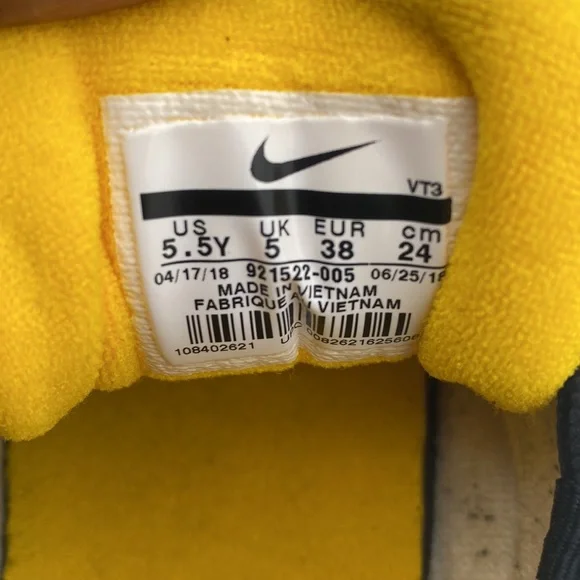 VT3
US UK EUR cm
5.5Y 5 38 24
04/17/18 921522-005 06/25/18
MADE IN VIETNAM
FABRIQUE VIETNAM
108402621